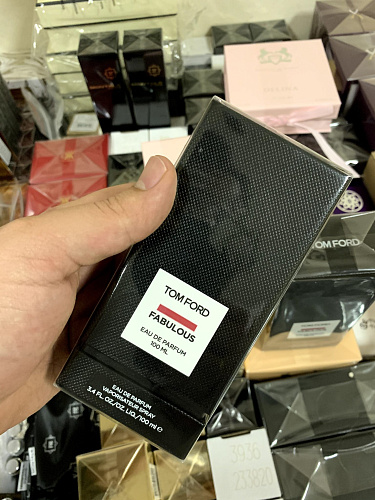 TOM FORD
FABULOUS
EAU DE PARFUM
100 ML
EAU DE PARFUM
VAPORISATEUR SPRAY
3.4 FL.OZ./OZ.LIQ./100 ml e
TOM FORD
3936
233820